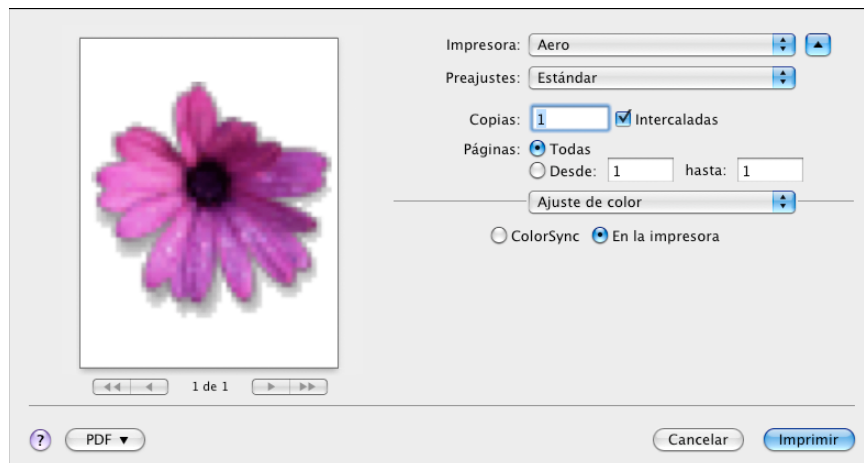 Impresora: Aero
Preajustes: Estándar
Copias: 1 Intercaladas
Páginas: Todas
Desde: 1 hasta: 1
Ajuste de color
ColorSync En la impresora
1 de 1
? PDF Cancelar Imprimir